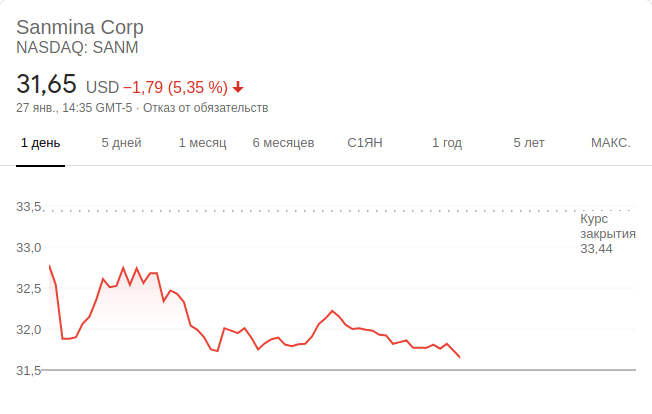 Sanmina Corp
NASDAQ: SANM
31,65 USD −1,79 (5,35 %)
27 янв., 14:35 GMT-5 · Отказ от обязательств
1 день 5 дней 1 месяц 6 месяцев С1ЯН 1 год 5 лет МАКС.
33,5
Курс
закрытия
33,44
33,0
32,5
32,0
31,5